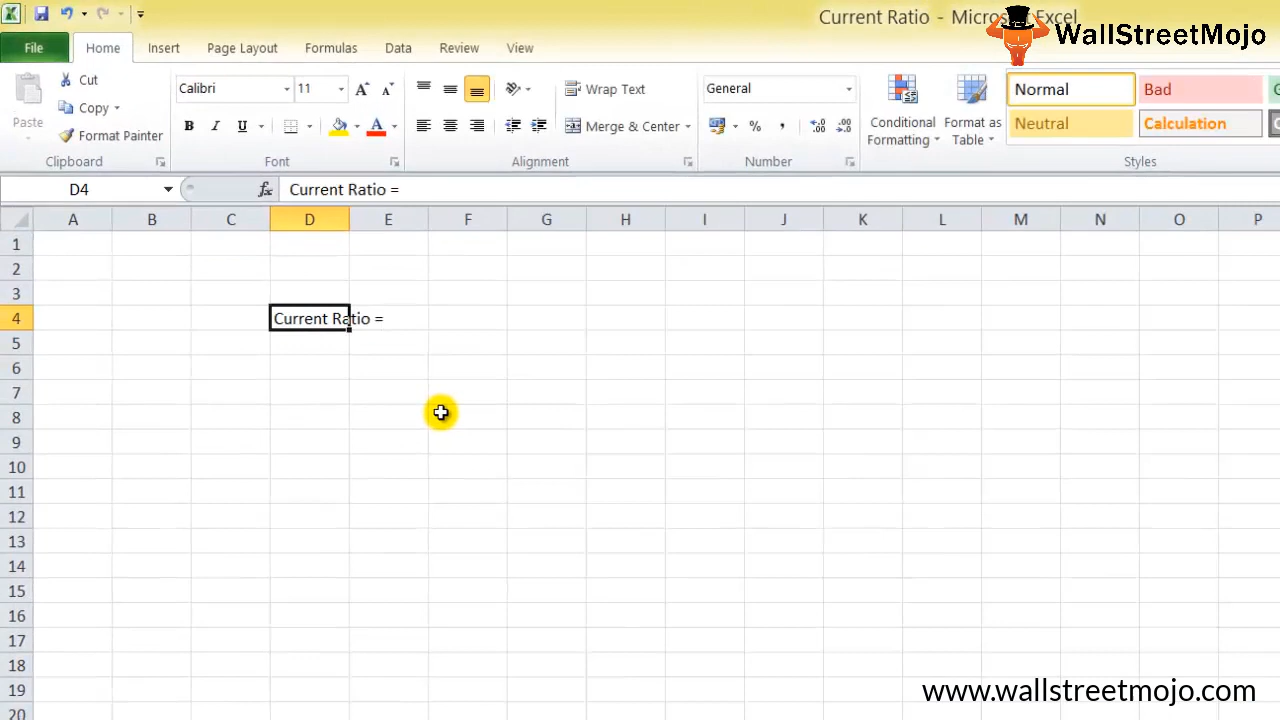 Current Ratio - Microsoft Excel
WallStreetMojo
File Home Insert Page Layout Formulas Data Review View
Paste
Cut
Copy
Format Painter
Clipboard
Calibri 11
A A
B I U A
Font
Wrap Text
Merge & Center
Alignment
General
% ,
Number
Conditional Formatting
Format as Table
Normal Bad
Neutral Calculation
Styles
D4 fx Current Ratio =
A B C D E F G H I J K L M N O P
1
2
3
4 Current Ratio =
5
6
7
8
9
10
11
12
13
14
15
16
17
18
19
20
www.wallstreetmojo.com